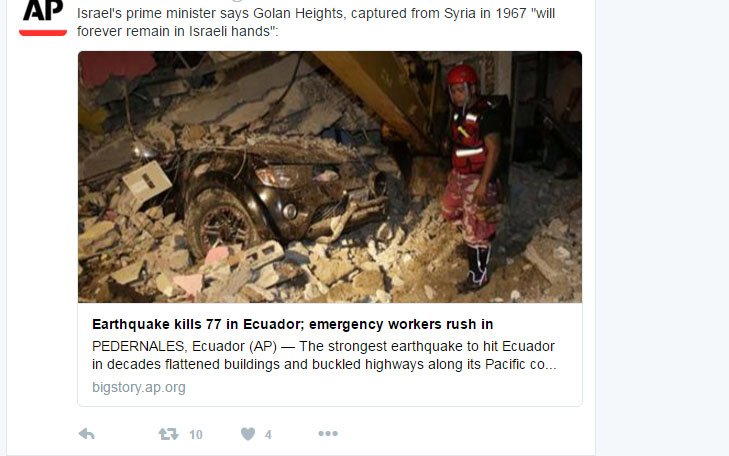 AP
Israel's prime minister says Golan Heights, captured from Syria in 1967 "will
forever remain in Israeli hands":
Earthquake kills 77 in Ecuador; emergency workers rush in
PEDERNALES, Ecuador (AP) — The strongest earthquake to hit Ecuador
in decades flattened buildings and buckled highways along its Pacific co...
bigstory.ap.org
10
4